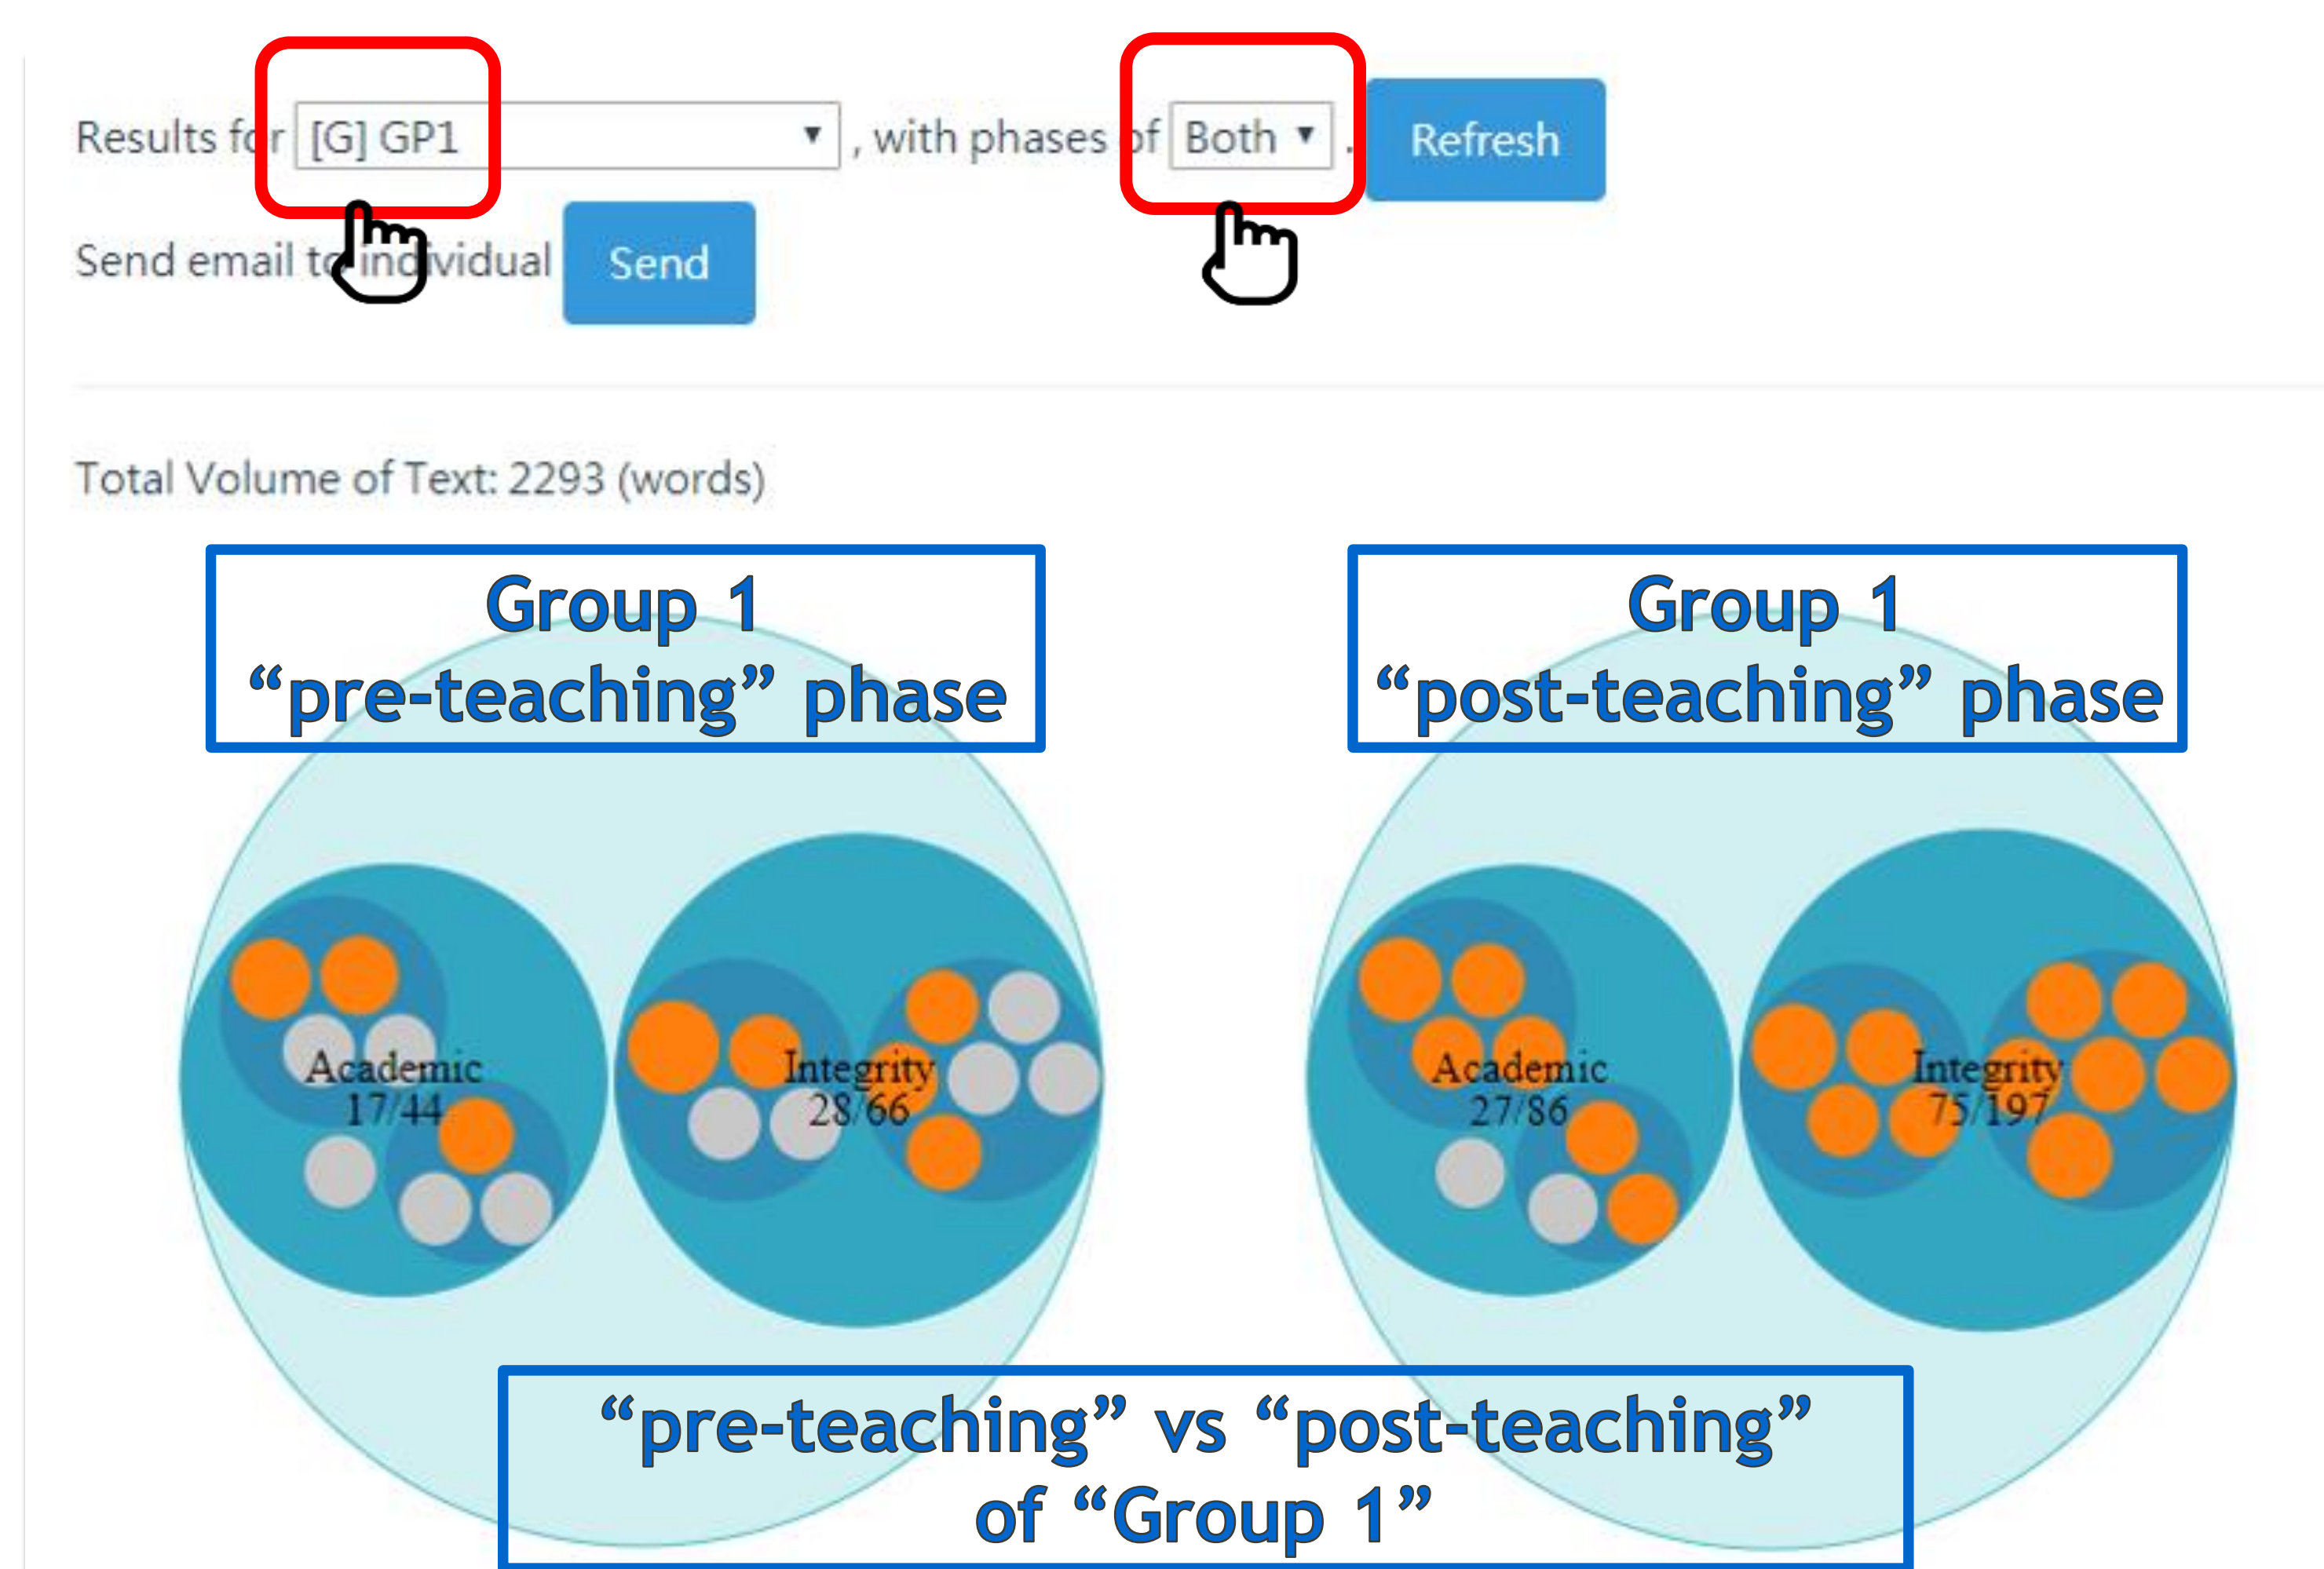 Results for [G] GP1 ▼ , with phases of Both ▼ . Refresh
Send email to individual Send
Total Volume of Text: 2293 (words)
Group 1
“pre-teaching” phase
Group 1
“post-teaching” phase
Academic
17/44
Integrity
28/66
Academic
27/86
Integrity
75/197
“pre-teaching” vs “post-teaching”
of “Group 1”